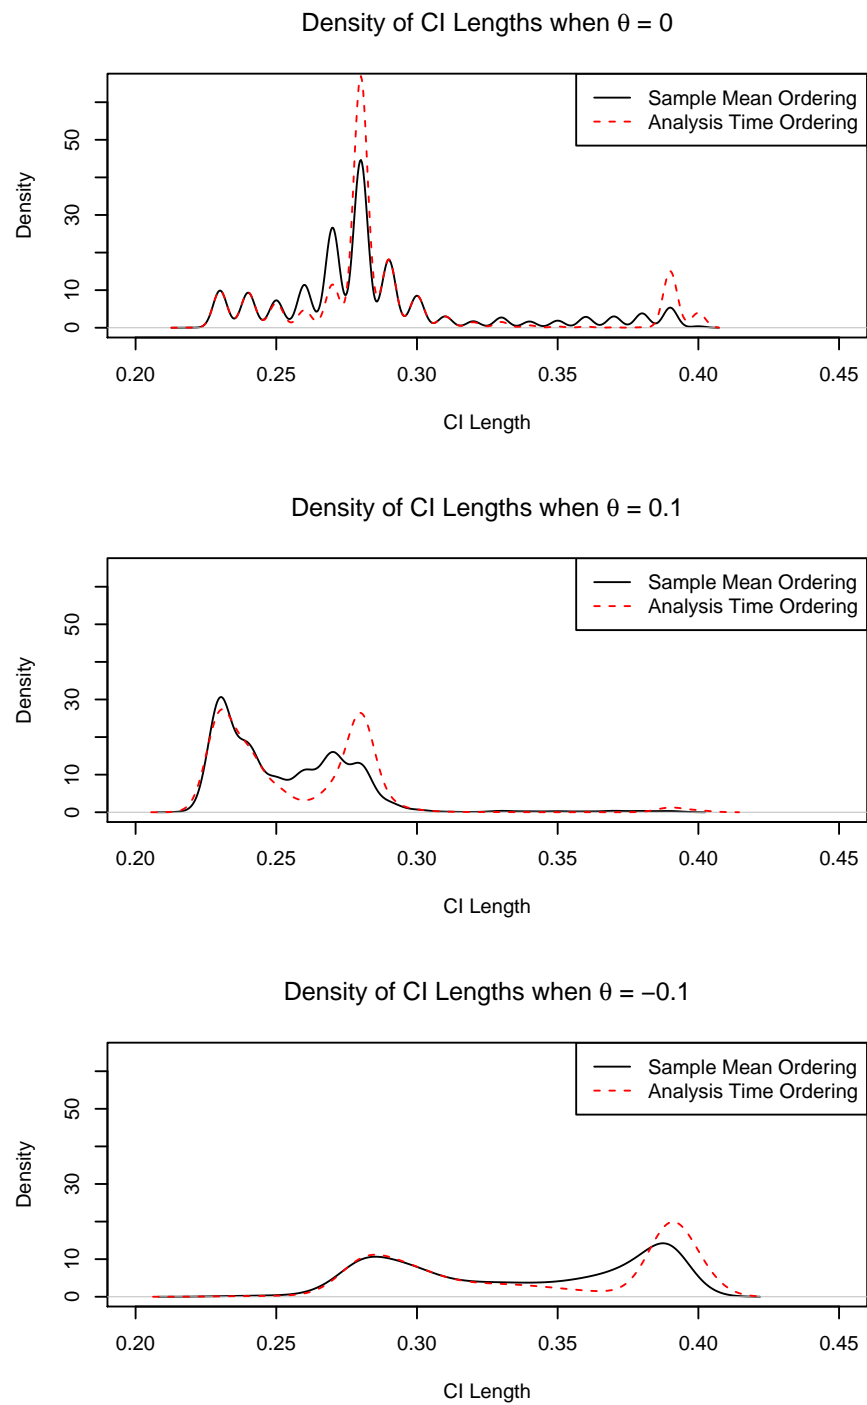 Density of CI Lengths when θ = 0
Sample Mean Ordering
Analysis Time Ordering
Density
50
30
10
0
0.20 0.25 0.30 0.35 0.40 0.45
CI Length
Density of CI Lengths when θ = 0.1
Sample Mean Ordering
Analysis Time Ordering
Density
50
30
10
0
0.20 0.25 0.30 0.35 0.40 0.45
CI Length
Density of CI Lengths when θ = −0.1
Sample Mean Ordering
Analysis Time Ordering
Density
50
30
10
0
0.20 0.25 0.30 0.35 0.40 0.45
CI Length